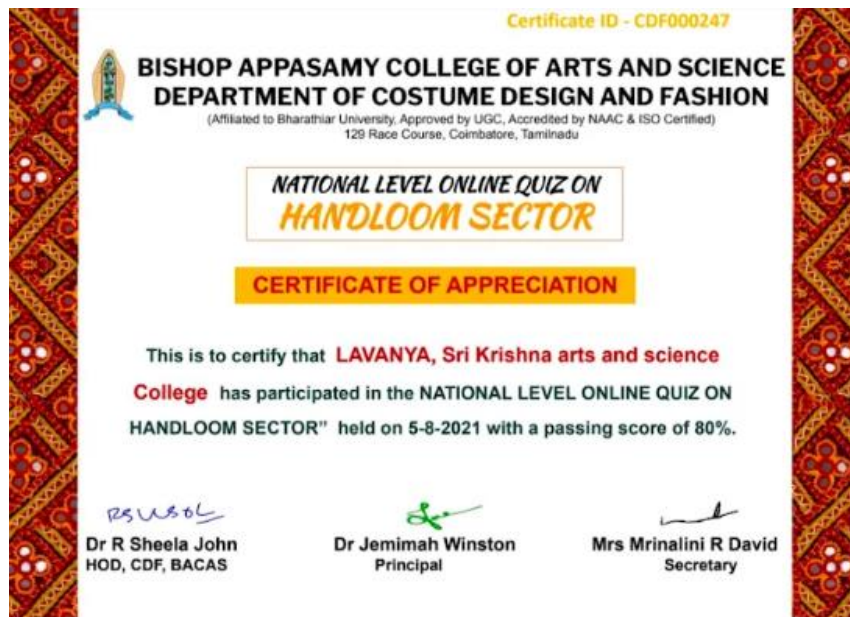 Certificate ID - CDF000247
BISHOP APPASAMY COLLEGE OF ARTS AND SCIENCE
DEPARTMENT OF COSTUME DESIGN AND FASHION
(Affiliated to Bharathiar University, Approved by UGC, Accredited by NAAC & ISO Certified)
129 Race Course, Coimbatore, Tamilnadu
NATIONAL LEVEL ONLINE QUIZ ON
HANDLOOM SECTOR
CERTIFICATE OF APPRECIATION
This is to certify that LAVANYA, Sri Krishna arts and science
College has participated in the NATIONAL LEVEL ONLINE QUIZ ON
HANDLOOM SECTOR” held on 5-8-2021 with a passing score of 80%.
Dr R Sheela John
HOD, CDF, BACAS
Dr Jemimah Winston
Principal
Mrs Mrinalini R David
Secretary